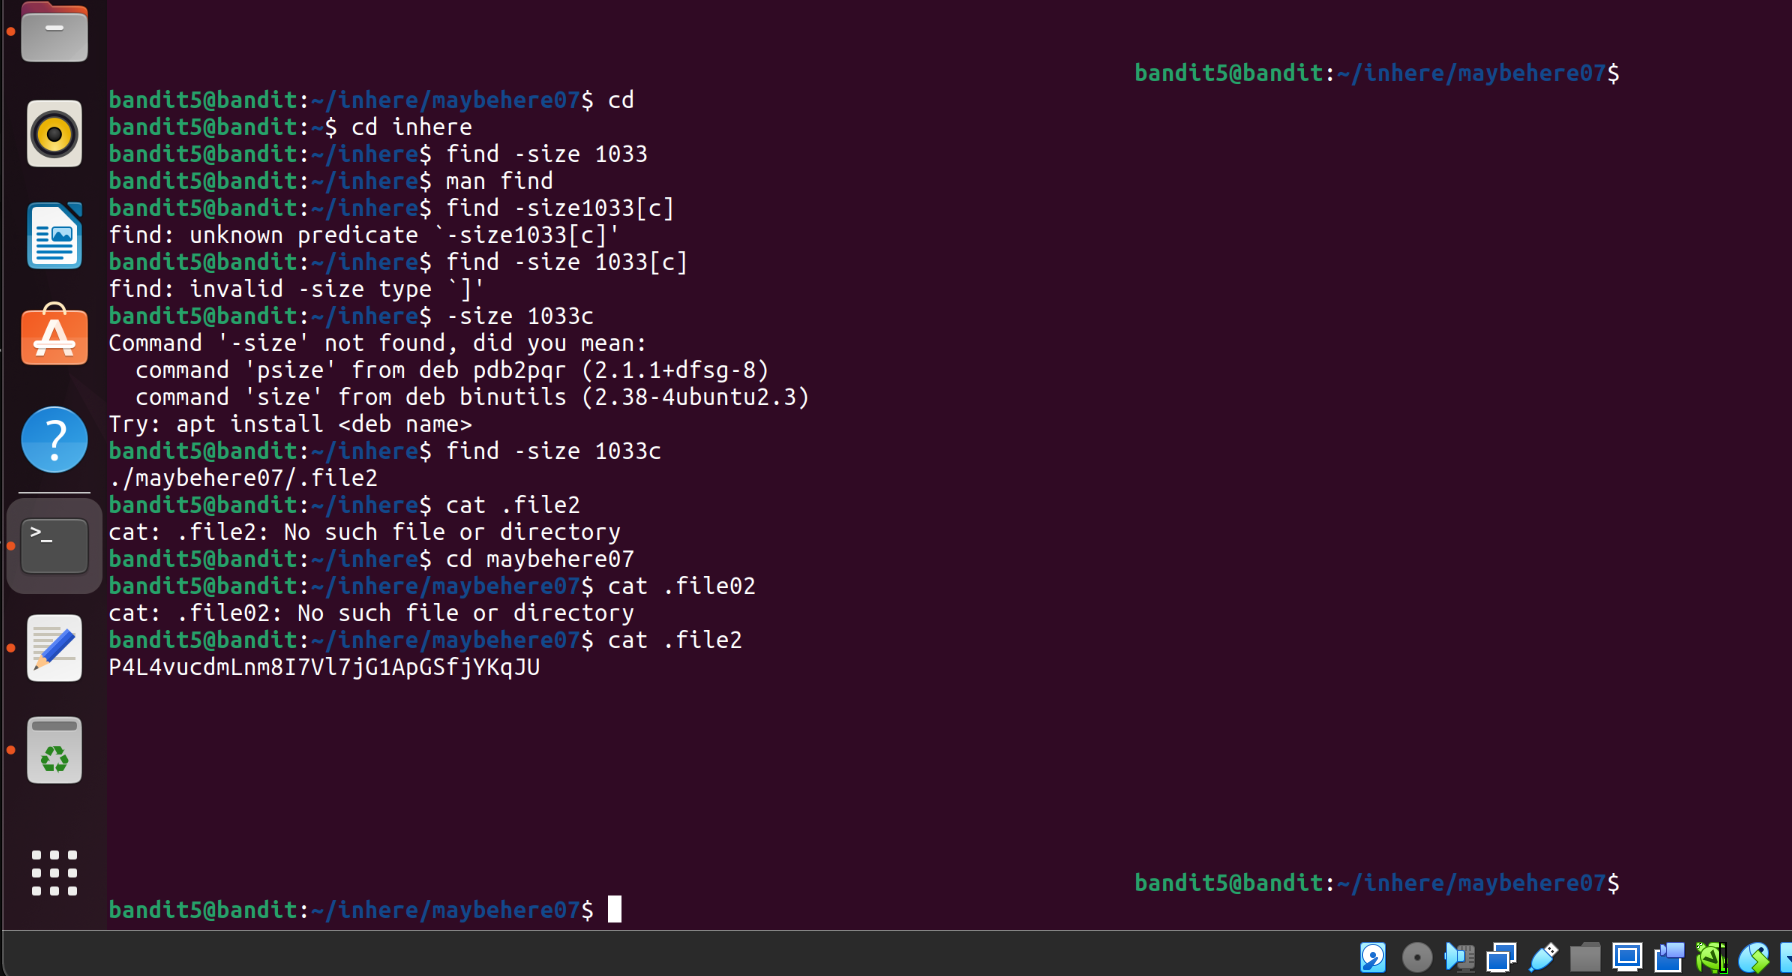 bandit5@bandit:~/inhere/maybehere07$
bandit5@bandit:~/inhere/maybehere07$ cd
bandit5@bandit:~$ cd inhere
bandit5@bandit:~/inhere$ find -size 1033
bandit5@bandit:~/inhere$ man find
bandit5@bandit:~/inhere$ find -size1033[c]
find: unknown predicate `-size1033[c]'
bandit5@bandit:~/inhere$ find -size 1033[c]
find: invalid -size type `]'
bandit5@bandit:~/inhere$ -size 1033c
Command '-size' not found, did you mean:
  command 'psize' from deb pdb2pqr (2.1.1+dfsg-8)
  command 'size' from deb binutils (2.38-4ubuntu2.3)
Try: apt install <deb name>
bandit5@bandit:~/inhere$ find -size 1033c
./maybehere07/.file2
bandit5@bandit:~/inhere$ cat .file2
cat: .file2: No such file or directory
bandit5@bandit:~/inhere$ cd maybehere07
bandit5@bandit:~/inhere/maybehere07$ cat .file02
cat: .file02: No such file or directory
bandit5@bandit:~/inhere/maybehere07$ cat .file2
P4L4vucdmLnm8I7Vl7jG1ApGSfjYKqJU
bandit5@bandit:~/inhere/maybehere07$
bandit5@bandit:~/inhere/maybehere07$